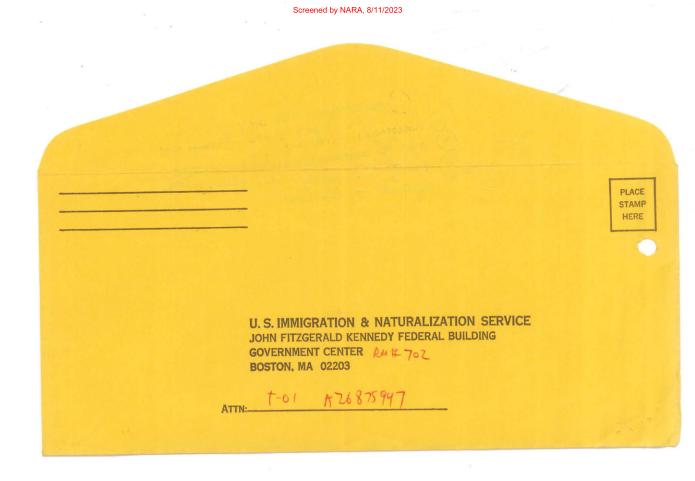 Screened by NARA, 8/11/2023
PLACE
STAMP
HERE
U. S. IMMIGRATION & NATURALIZATION SERVICE
JOHN FITZGERALD KENNEDY FEDERAL BUILDING
GOVERNMENT CENTER RM# 702
BOSTON, MA 02203
ATTN: T-01 A26875947